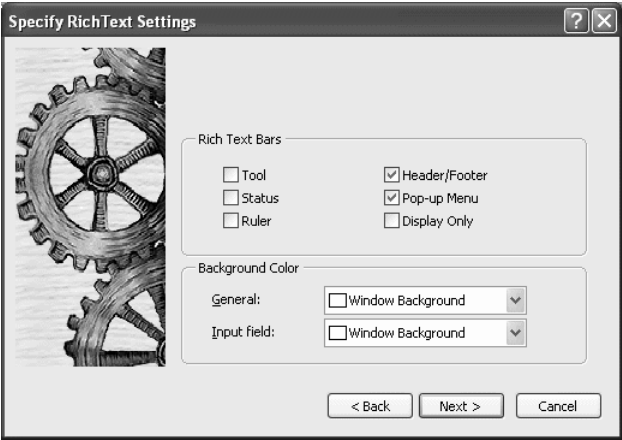 Specify RichText Settings
Rich Text Bars
Tool
Header/Footer
Status
Pop-up Menu
Ruler
Display Only
Background Color
General:
Window Background
Input field:
Window Background
< Back
Next >
Cancel